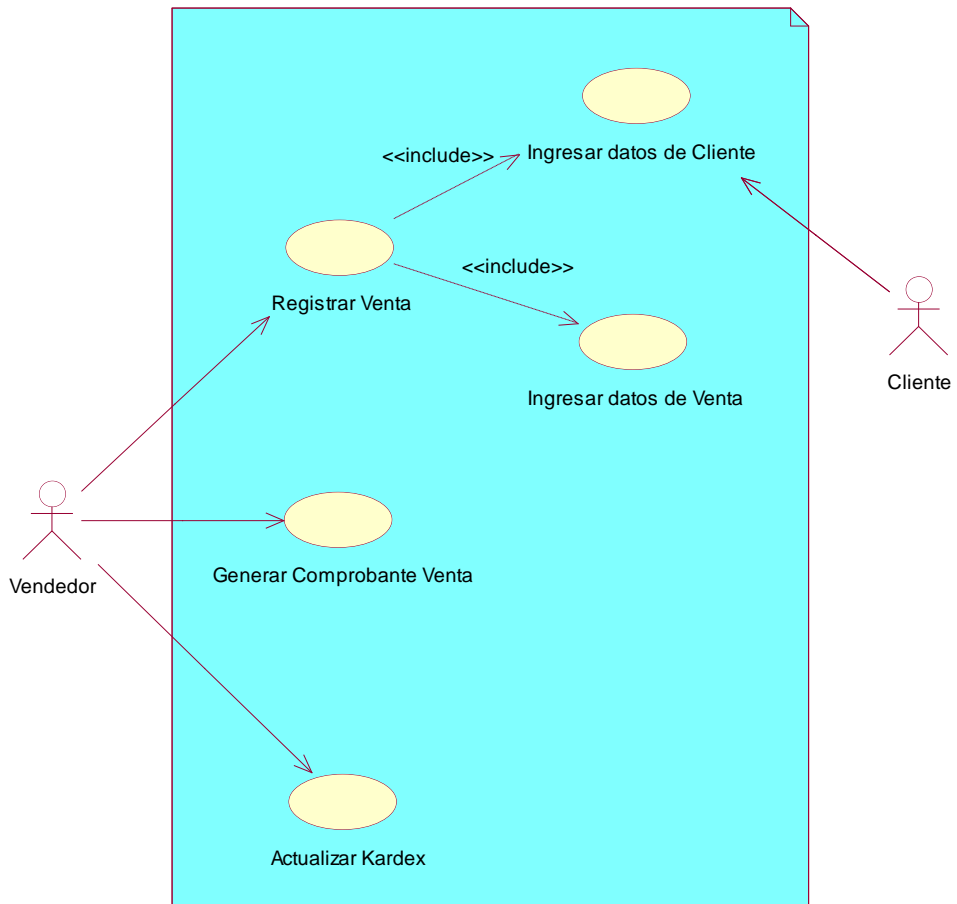 <<include>>
Ingresar datos de Cliente
<<include>>
Registrar Venta
Cliente
Ingresar datos de Venta
Vendedor
Generar Comprobante Venta
Actualizar Kardex